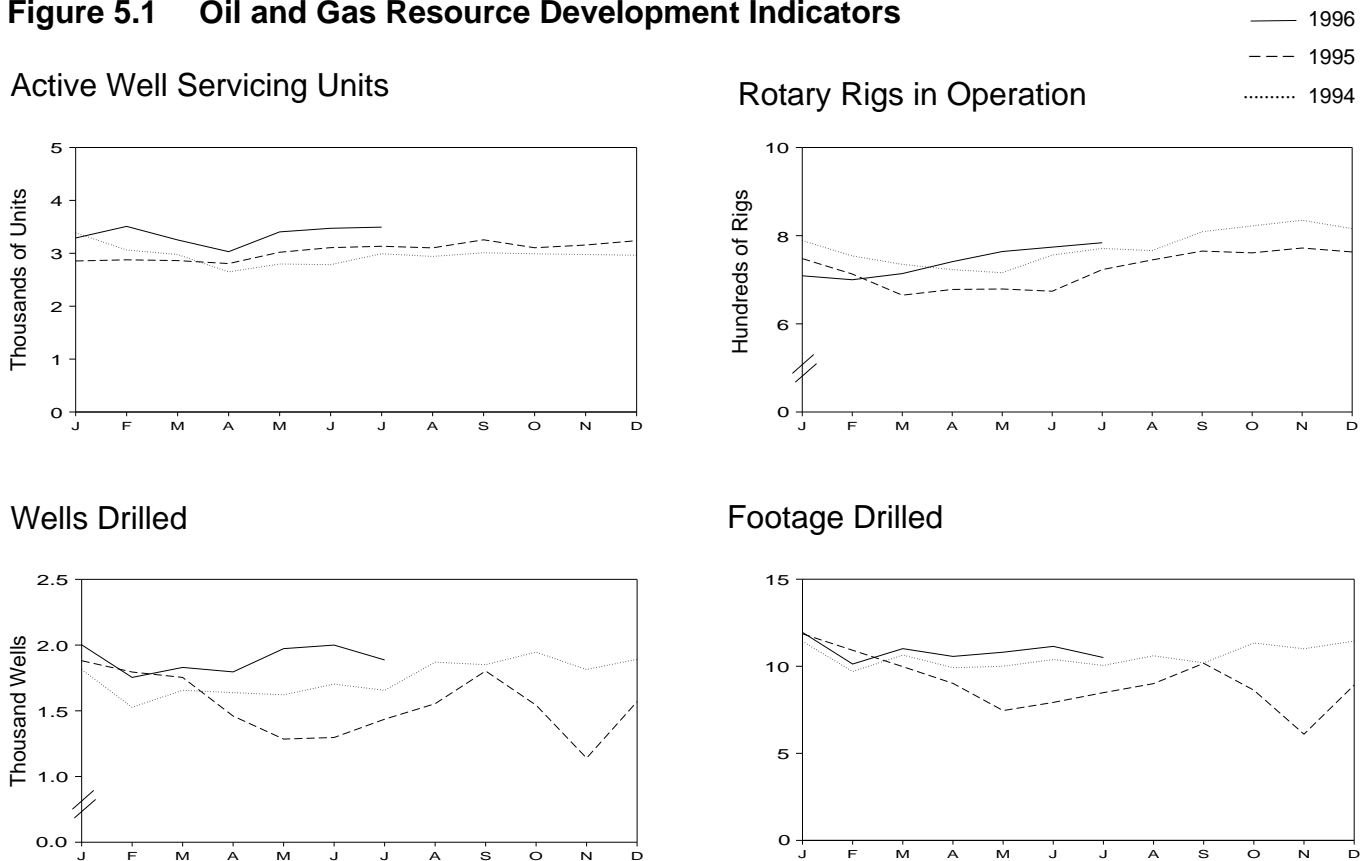 Figure 5.1 Oil and Gas Resource Development Indicators
1996
1995
1994
Active Well Servicing Units
Thousands of Units
5
4
3
2
1
0
J F M A M J J A S O N D
Rotary Rigs in Operation
Hundreds of Rigs
10
8
6
0
J F M A M J J A S O N D
Wells Drilled
Thousand Wells
2.5
2.0
1.5
1.0
0.0
J F M A M J J A S O N D
Footage Drilled
15
10
5
0
J F M A M J J A S O N D